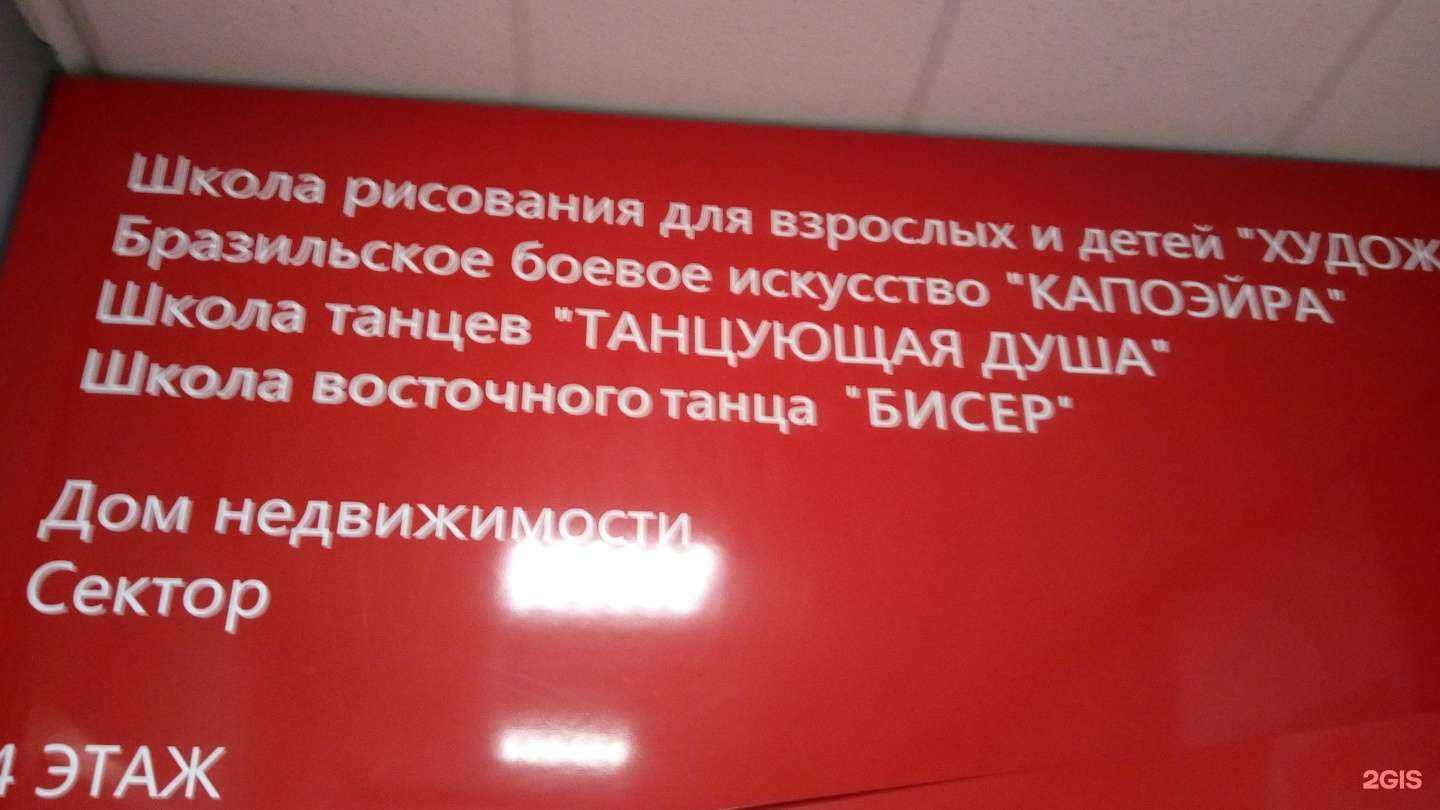 Школа рисования для взрослых и детей "ХУДОЖ
Бразильское боевое искусство "КАПОЭЙРА"
Школа танцев "ТАНЦУЮЩАЯ ДУША"
Школа восточного танца "БИСЕР"
Дом недвижимости
Сектор
4 ЭТАЖ
2GIS